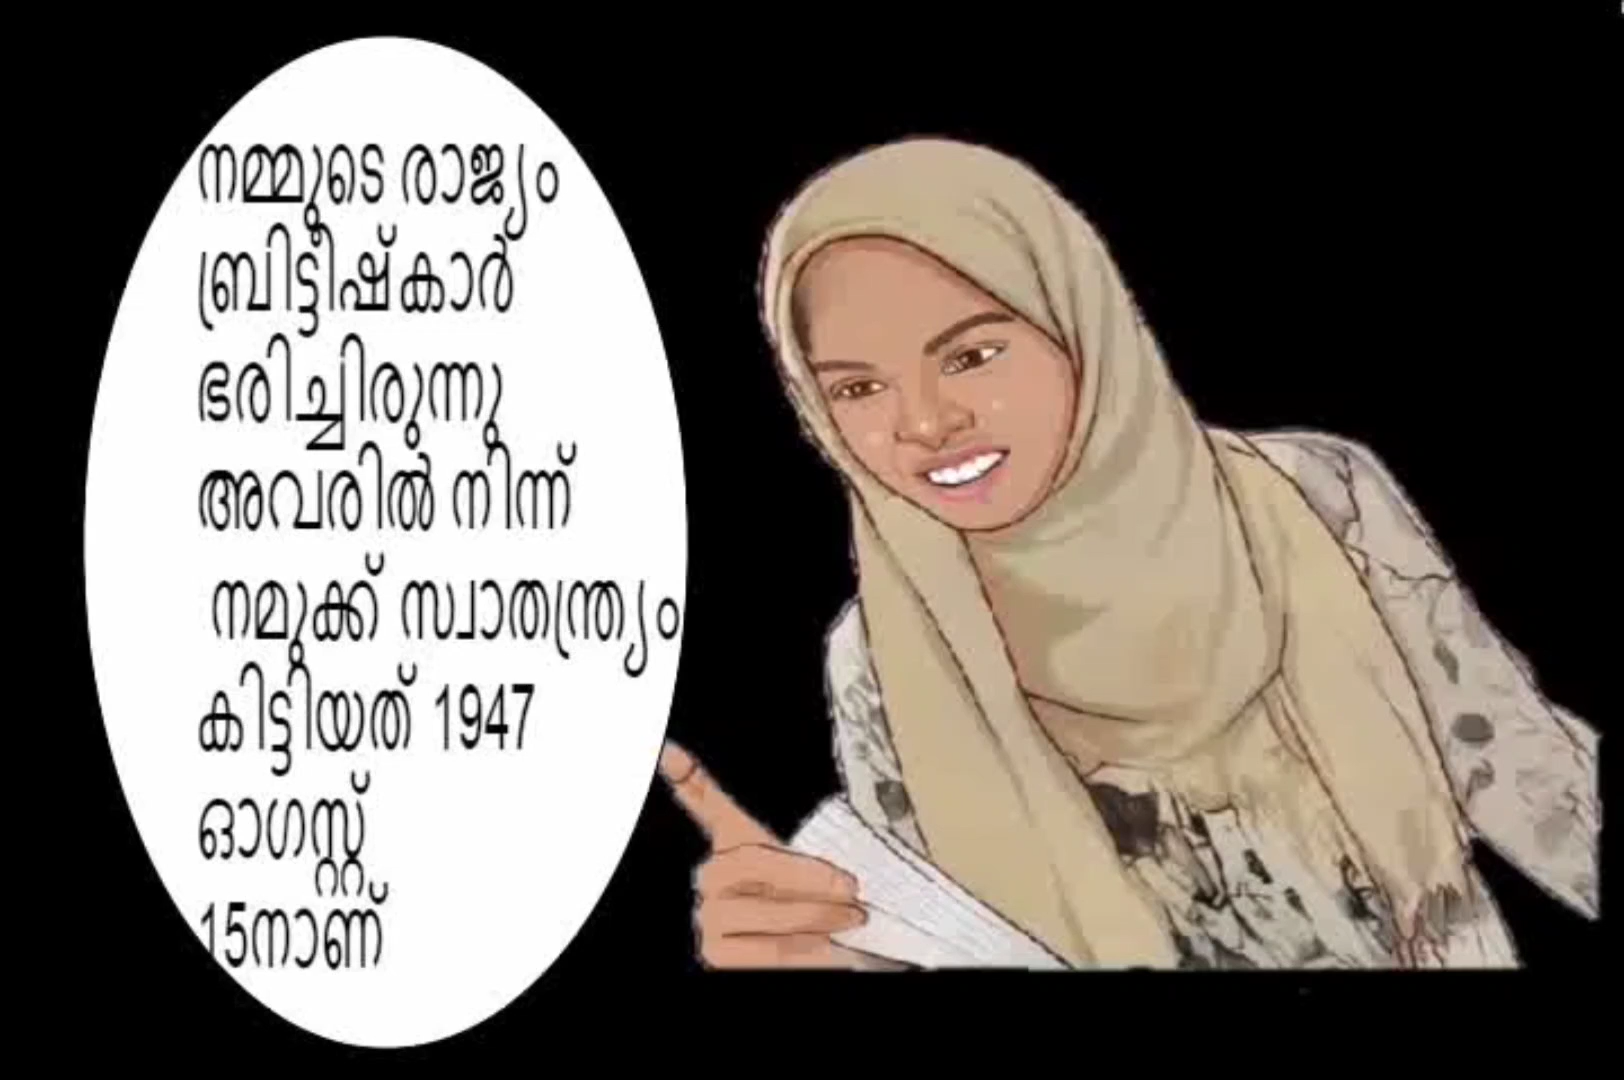 നമ്മുടെ രാജ്യം
ബ്രിട്ടീഷ്കാർ
ഭരിച്ചിരുന്നു
അവരിൽ നിന്ന്
നമുക്ക് സ്വാതന്ത്ര്യം
കിട്ടിയത് 1947
ഓഗസ്റ്റ്
15നാണ്